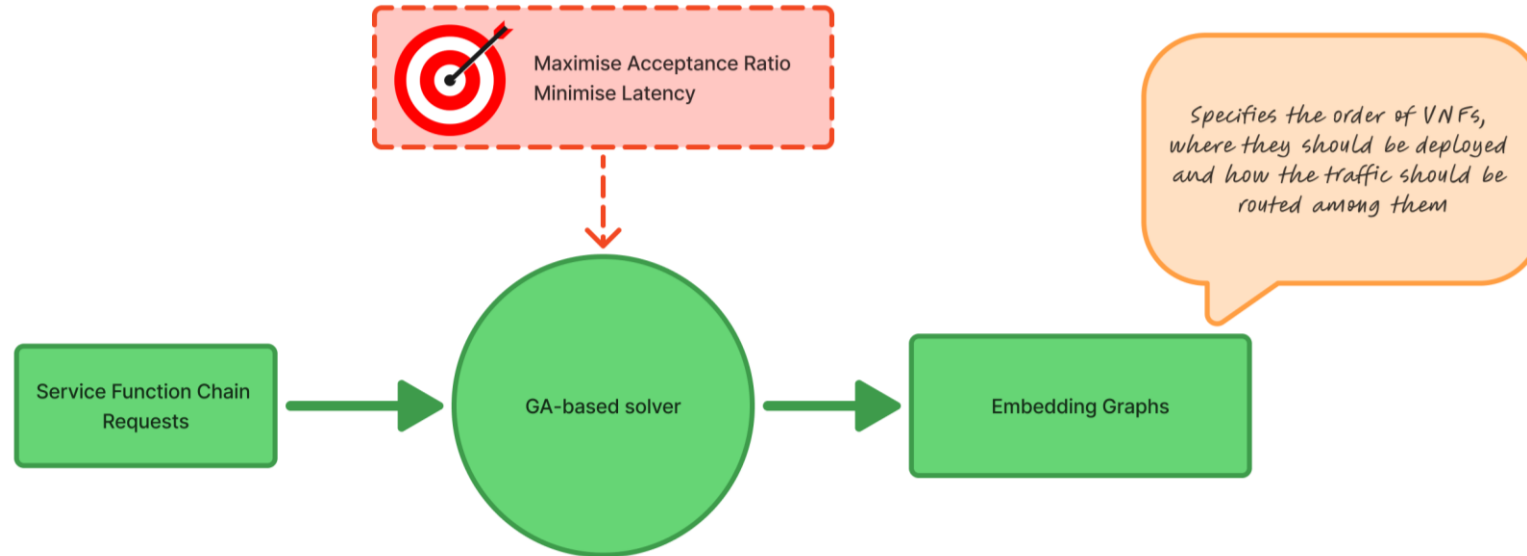 Maximise Acceptance Ratio
Minimise Latency
Specifies the order of VNFs,
where they should be deployed
and how the traffic should be
routed among them
Service Function Chain
Requests
GA-based solver
Embedding Graphs